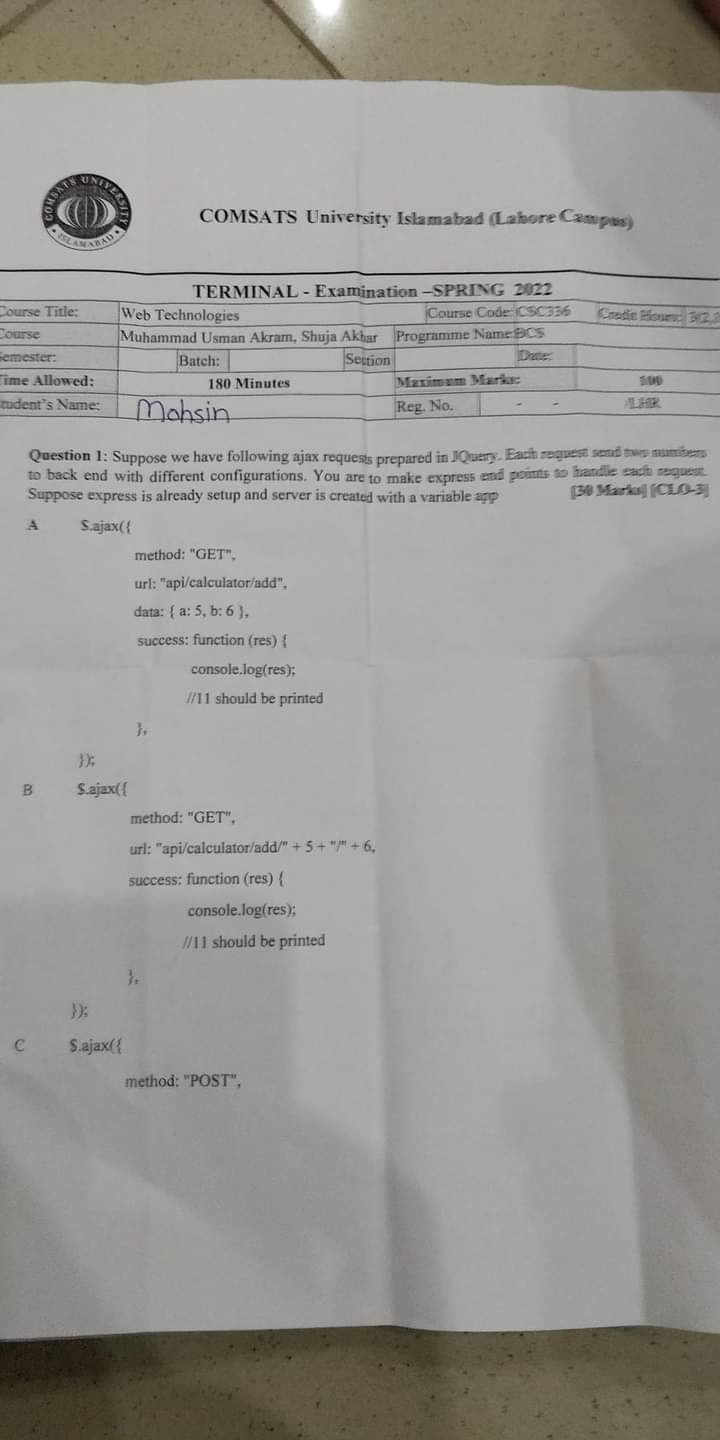 COMSATS UNIVERSITY
ISLAMABAD
COMSATS University Islamabad (Lahore Campus)
TERMINAL - Examination –SPRING 2022
Course Title: Web Technologies Course Code: CSC336 Credit Hours: 3(2,
Course Muhammad Usman Akram, Shuja Akbar Programme Name: BCS
emester: Batch: Section Date:
Time Allowed: 180 Minutes Maximum Marks: 100
tudent's Name: Mohsin Reg. No. - - /LHR
Question 1: Suppose we have following ajax requests prepared in JQuery. Each request send two numbers
to back end with different configurations. You are to make express end points to handle each request.
Suppose express is already setup and server is created with a variable app [30 Marks] [CLO-3]
A $.ajax({
method: "GET",
url: "api/calculator/add",
data: { a: 5, b: 6 },
success: function (res) {
console.log(res);
//11 should be printed
},
});
B $.ajax({
method: "GET",
url: "api/calculator/add/" + 5 + "/" + 6,
success: function (res) {
console.log(res);
//11 should be printed
},
});
C $.ajax({
method: "POST",